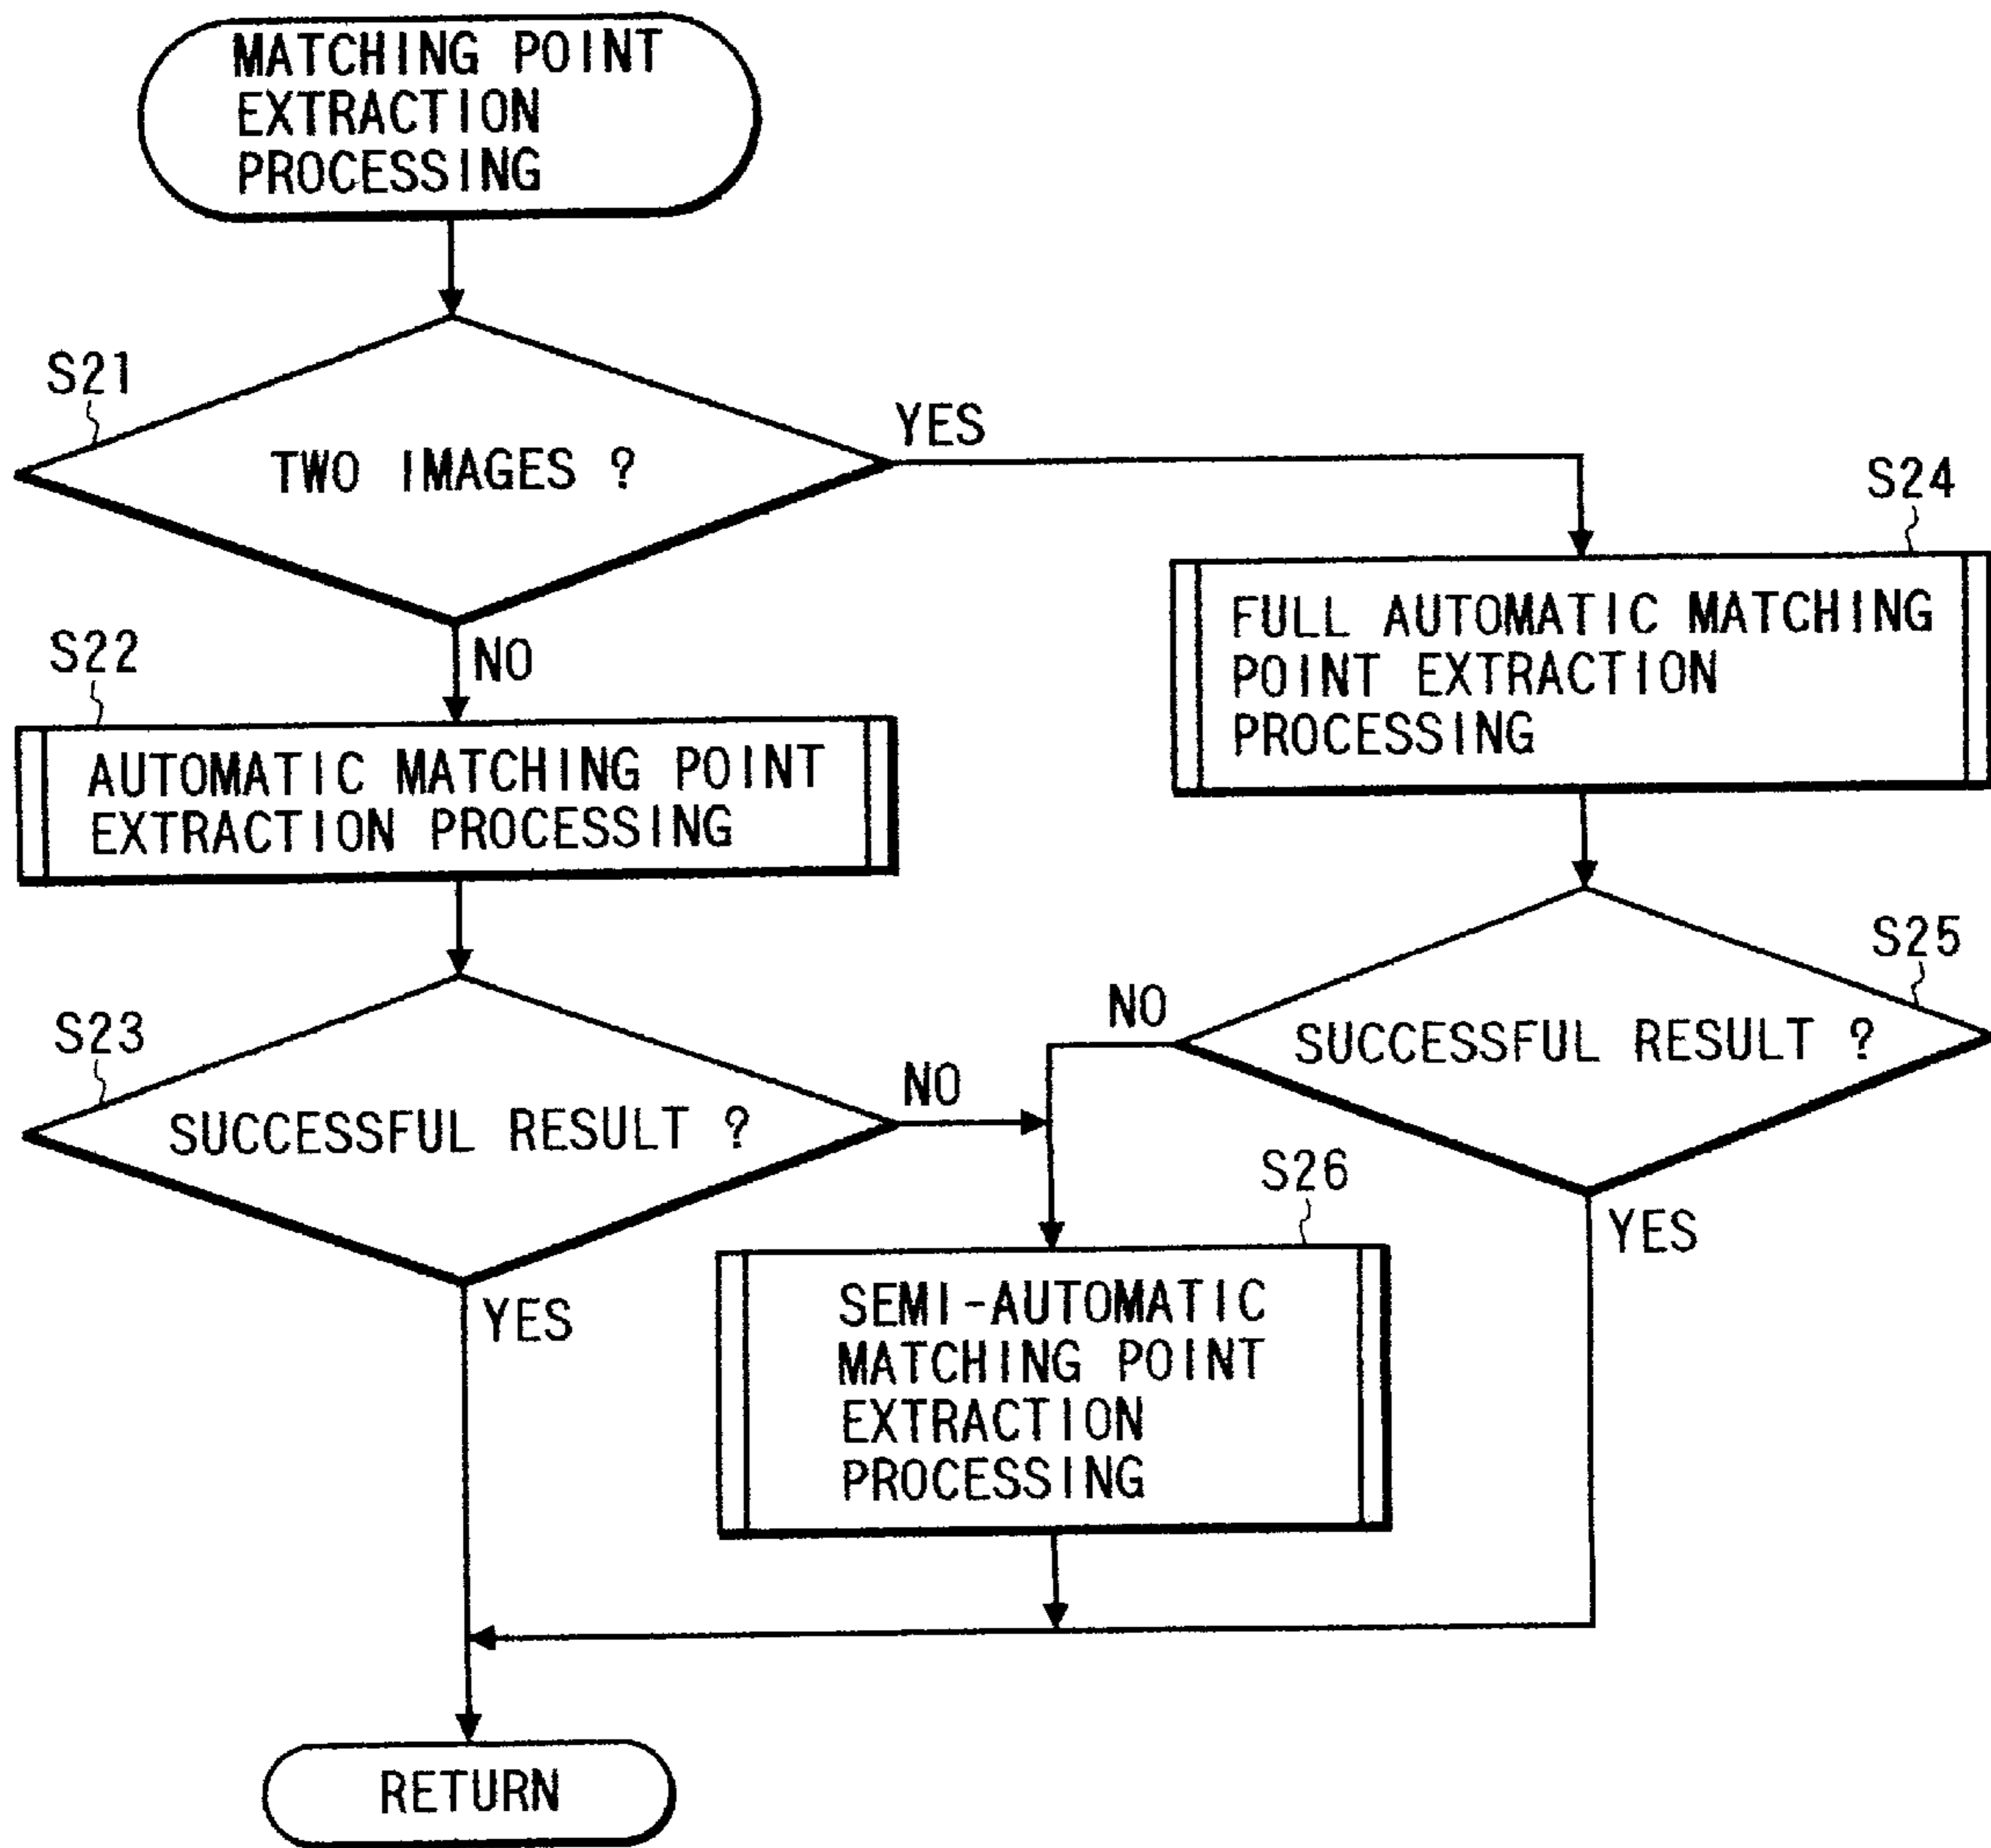 MATCHING POINT
EXTRACTION
PROCESSING
S21
TWO IMAGES ?
YES
NO
S22
AUTOMATIC MATCHING POINT
EXTRACTION PROCESSING
S24
FULL AUTOMATIC MATCHING
POINT EXTRACTION
PROCESSING
S23
SUCCESSFUL RESULT ?
NO
YES
S25
SUCCESSFUL RESULT ?
NO
YES
S26
SEMI-AUTOMATIC
MATCHING POINT
EXTRACTION
PROCESSING
RETURN